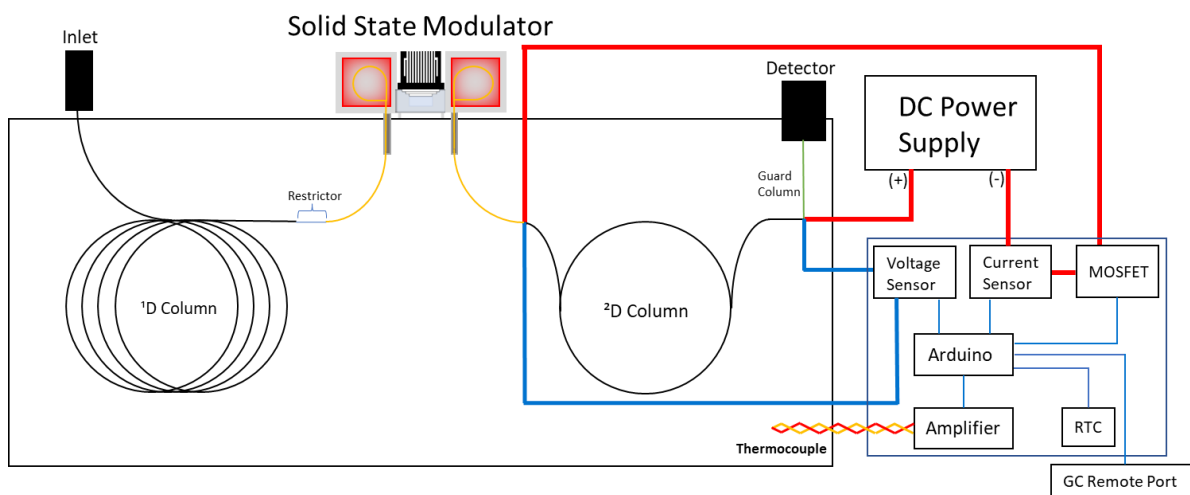 Solid State Modulator
Inlet
Detector
DC Power
Supply
(+)
(-)
Guard
Column
Restrictor
Voltage
Sensor
Current
Sensor
MOSFET
¹D Column
²D Column
Arduino
Amplifier
RTC
Thermocouple
GC Remote Port